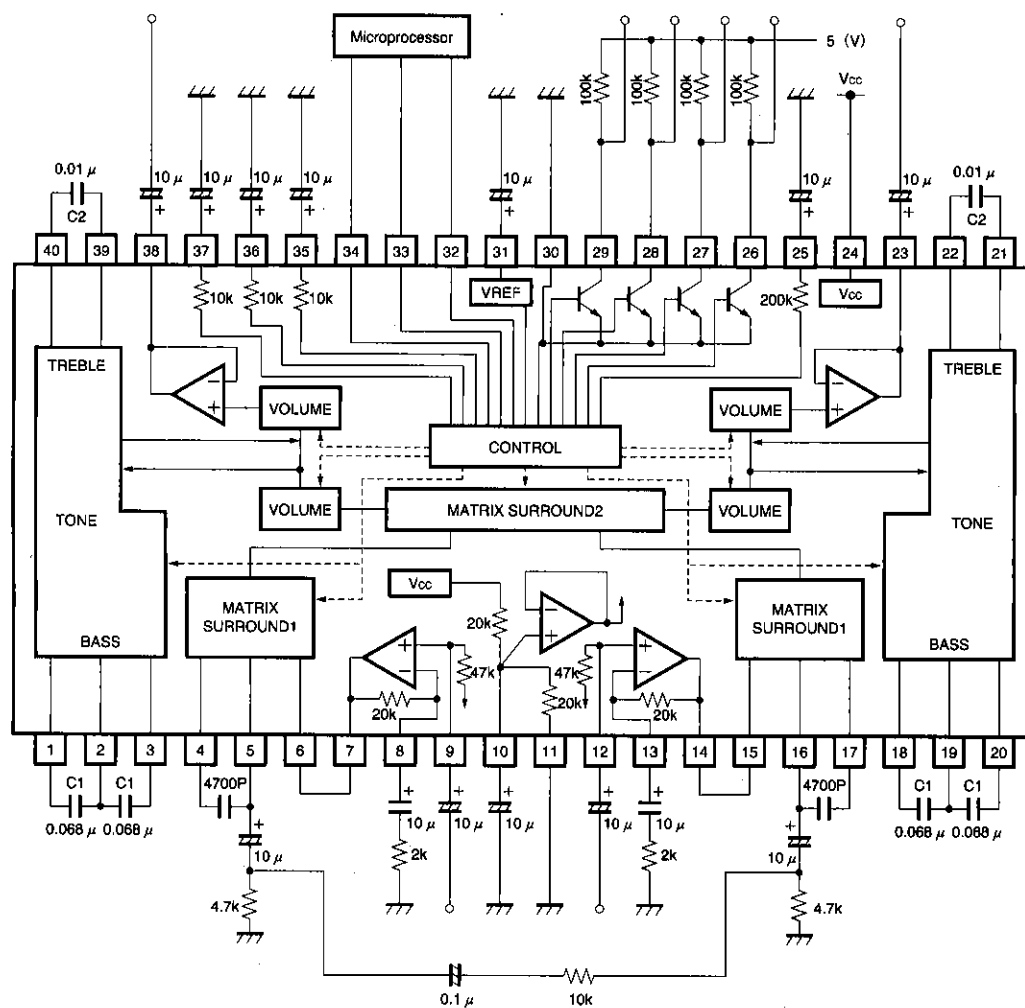 Microprocessor
5 (V)
Vcc
100k 100k 100k 100k
0.01 μ
C2
10 μ
+
10 μ
+
10 μ
+
10 μ
+
10 μ
+
10 μ
+
10 μ
+
0.01 μ
C2
40 39 38 37 36 35 34 33 32 31 30 29 28 27 26 25 24 23 22 21
10k 10k 10k
VREF
200k
Vcc
TREBLE
− +
VOLUME
CONTROL
VOLUME
− +
TREBLE
VOLUME
MATRIX SURROUND2
VOLUME
TONE
TONE
MATRIX
SURROUND1
Vcc
20k
− +
MATRIX
SURROUND1
BASS
+ −
47k
20k
20k
47k
+ −
20k
BASS
1 2 3 4 5 6 7 8 9 10 11 12 13 14 15 16 17 18 19 20
C1 C1
0.068 μ 0.068 μ
4700P
+
10 μ
4.7k
+
10 μ
2k
+
10 μ
+
10 μ
+
10 μ
+
10 μ
2k
4700P
+
10 μ
4.7k
C1 C1
0.068 μ 0.068 μ
0.1 μ
10k